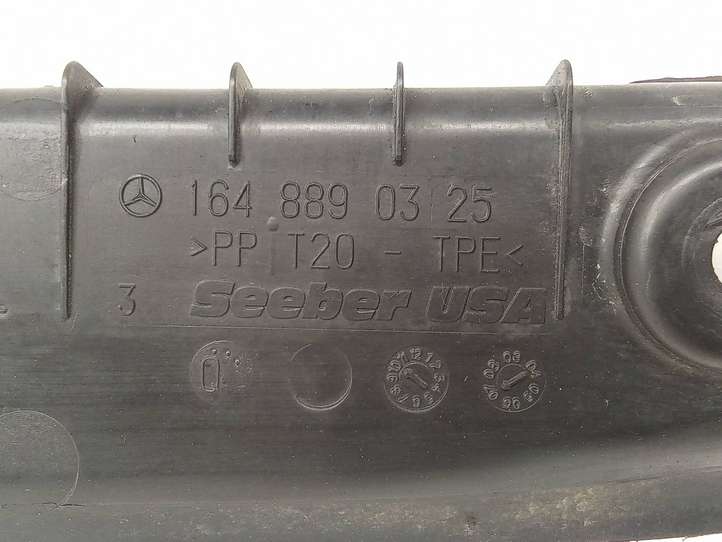 164 889 03 25
>PP T20 - TPE<
3 Seeber USA